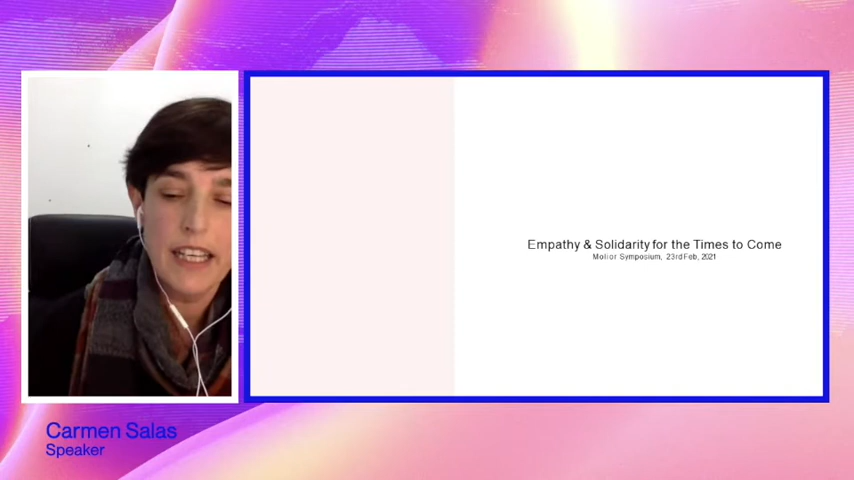 Empathy & Solidarity for the Times to Come
Molior Symposium, 23rd Feb, 2021
Carmen Salas
Speaker